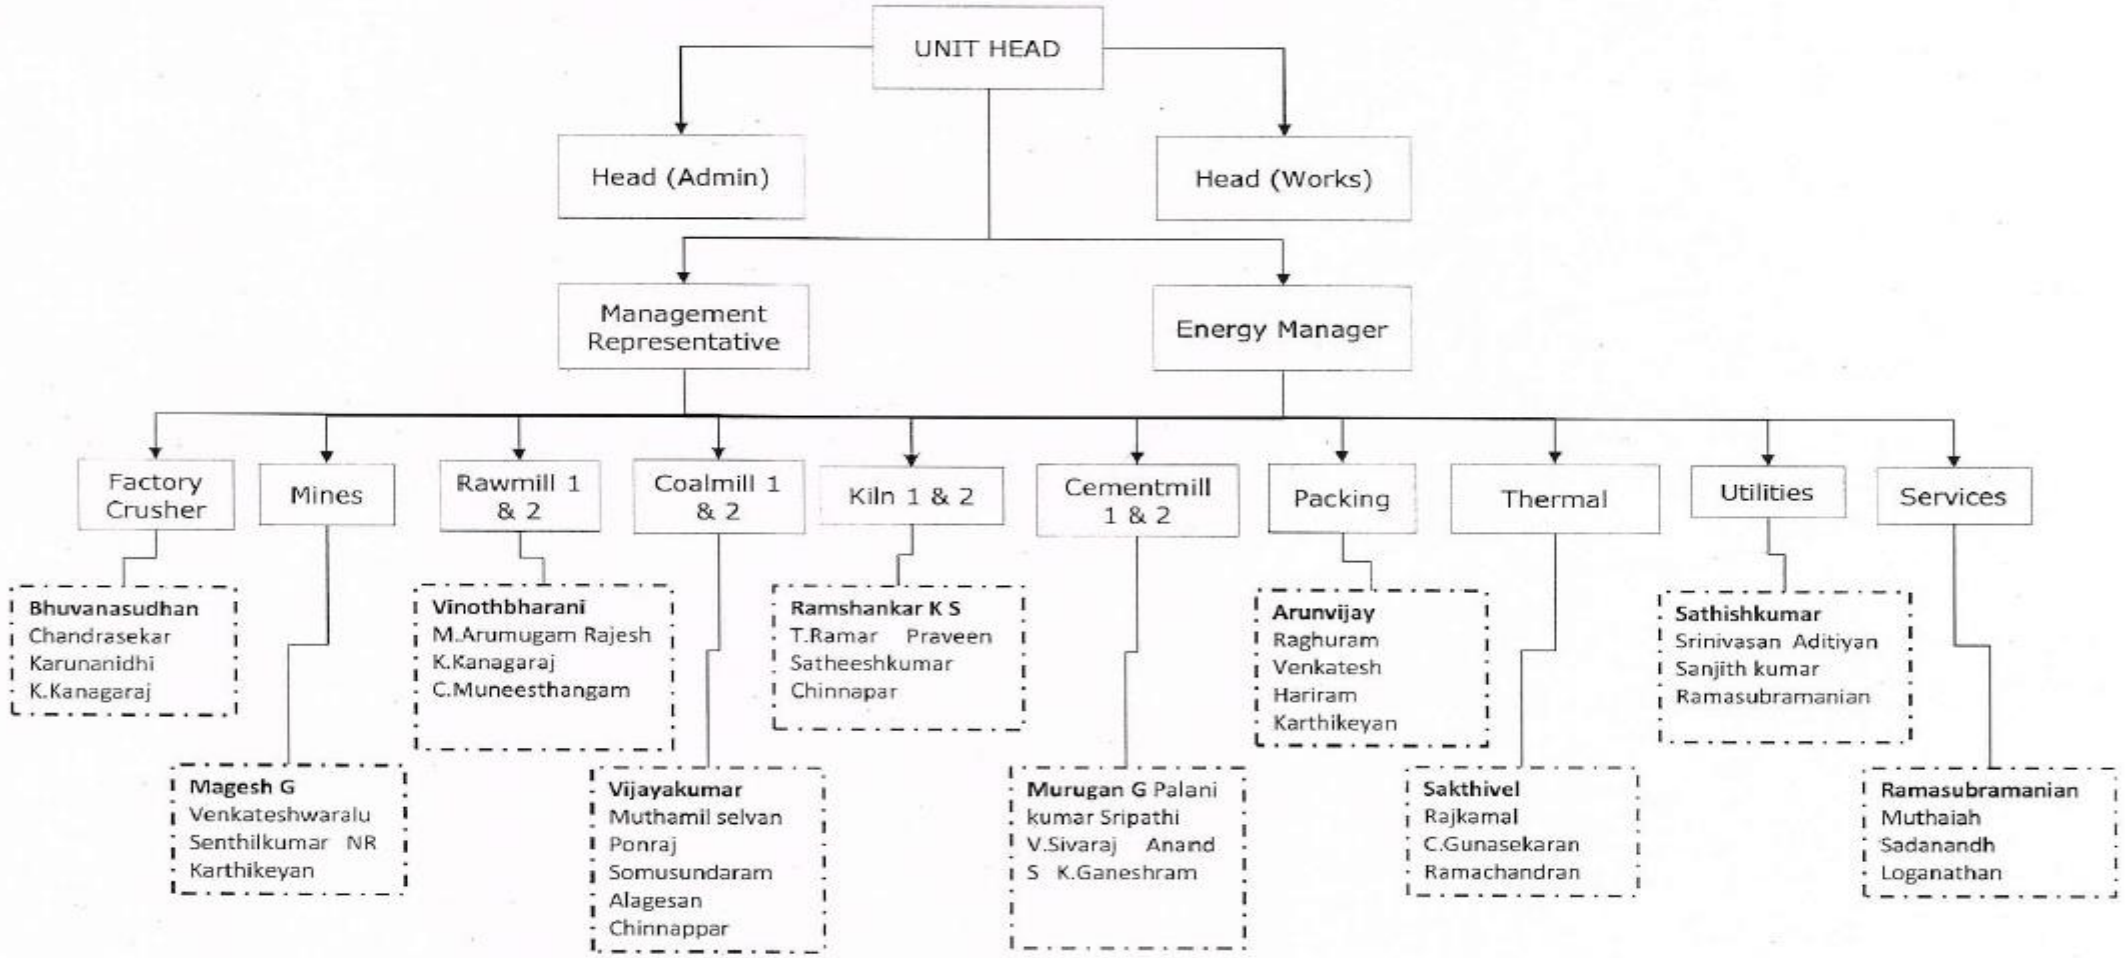 UNIT HEAD
Head (Admin)
Head (Works)
Management
Representative
Energy Manager
Factory
Crusher
Mines
Rawmill 1
& 2
Coalmill 1
& 2
Kiln 1 & 2
Cementmill
1 & 2
Packing
Thermal
Utilities
Services
Bhuvanasudhan
Chandrasekar
Karunanidhi
K.Kanagaraj
Magesh G
Venkateshwaralu
Senthilkumar NR
Karthikeyan
Vinothbharani
M.Arumugam Rajesh
K.Kanagaraj
C.Muneesthangam
Vijayakumar
Muthamil selvan
Ponraj
Somusundaram
Alagesan
Chinnappar
Ramshankar K S
T.Ramar Praveen
Satheeshkumar
Chinnapar
Murugan G Palani
kumar Sripathi
V.Sivaraj Anand
S K.Ganeshram
Arunvijay
Raghuram
Venkatesh
Hariram
Karthikeyan
Sakthivel
Rajkamal
C.Gunasekaran
Ramachandran
Sathishkumar
Srinivasan Aditiyan
Sanjith kumar
Ramasubramanian
Ramasubramanian
Muthaiah
Sadanandh
Loganathan